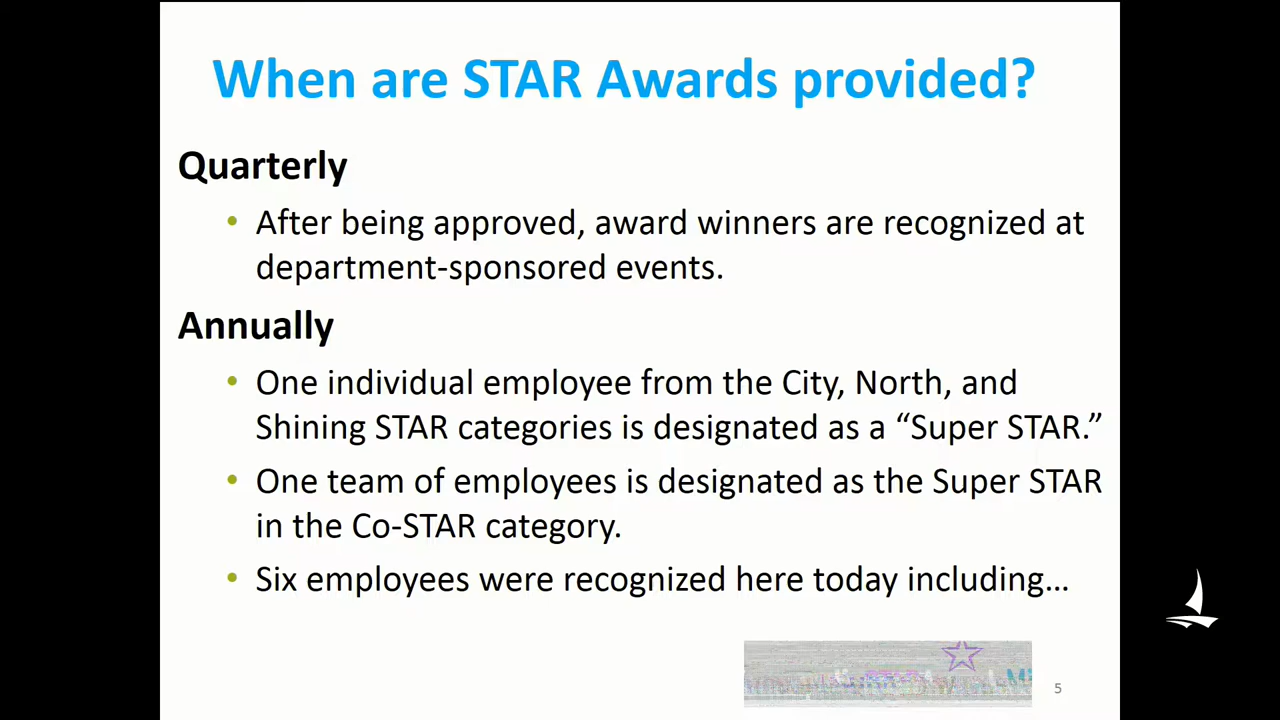 When are STAR Awards provided?
Quarterly
• After being approved, award winners are recognized at
department-sponsored events.
Annually
• One individual employee from the City, North, and
Shining STAR categories is designated as a “Super STAR.”
• One team of employees is designated as the Super STAR
in the Co-STAR category.
• Six employees were recognized here today including…
5